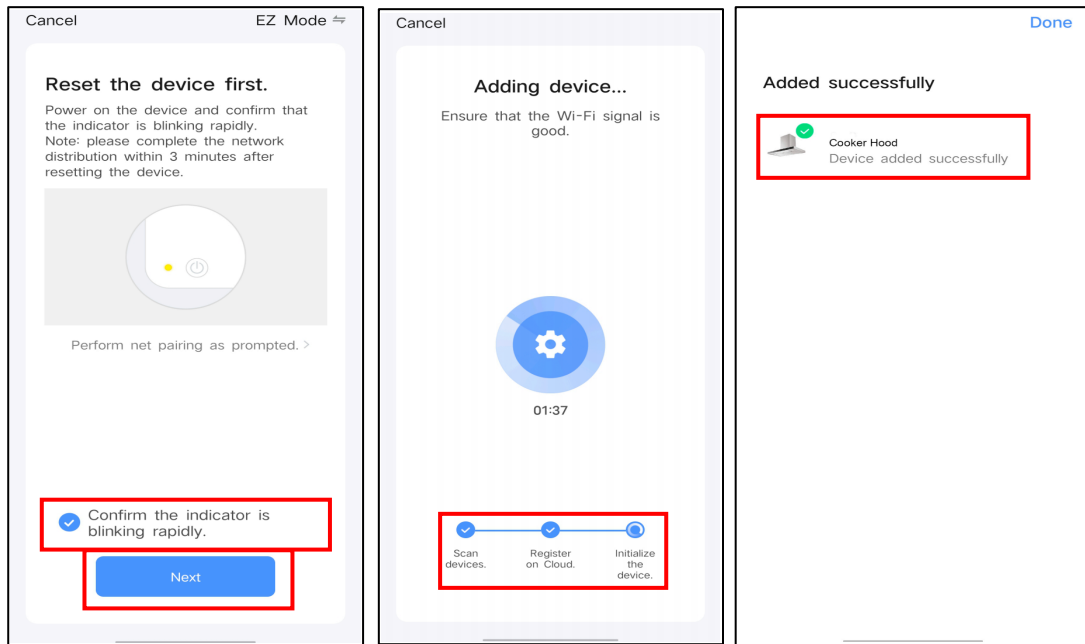 Cancel
EZ Mode ⇋
Reset the device first.
Power on the device and confirm that
the indicator is blinking rapidly.
Note: please complete the network
distribution within 3 minutes after
resetting the device.
Perform net pairing as prompted. >
Confirm the indicator is
blinking rapidly.
Next
Cancel
Adding device...
Ensure that the Wi-Fi signal is
good.
01:37
Scan
devices.
Register
on Cloud.
Initialize
the
device.
Done
Added successfully
Cooker Hood
Device added successfully